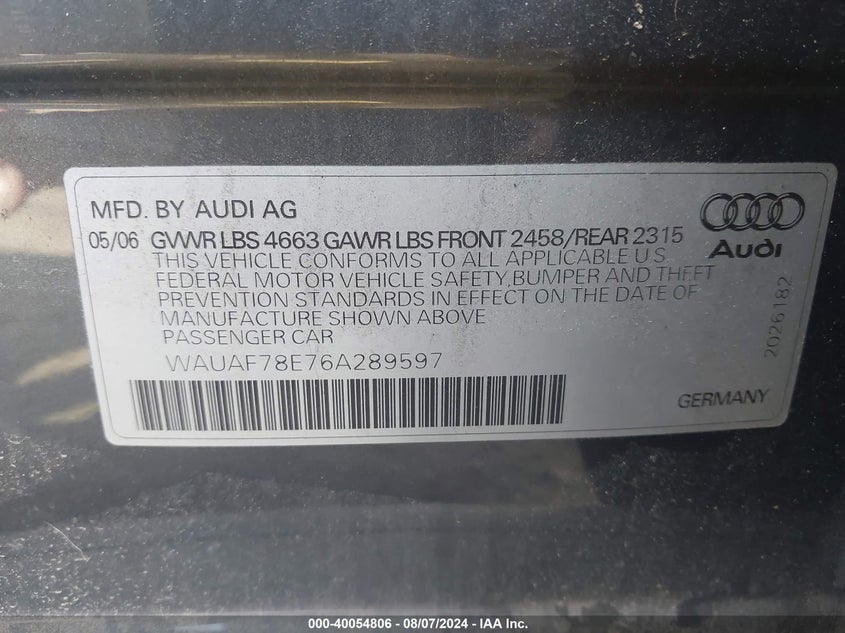 MFD. BY AUDI AG
05/06 GVWR LBS 4663 GAWR LBS FRONT 2458/REAR 2315
THIS VEHICLE CONFORMS TO ALL APPLICABLE U.S.
FEDERAL MOTOR VEHICLE SAFETY,BUMPER AND THEFT
PREVENTION STANDARDS IN EFFECT ON THE DATE OF
MANUFACTURE SHOWN ABOVE
PASSENGER CAR
WAUAF78E76A289597
Audi
2026182
GERMANY
000-40054806 - 08/07/2024 - IAA Inc.